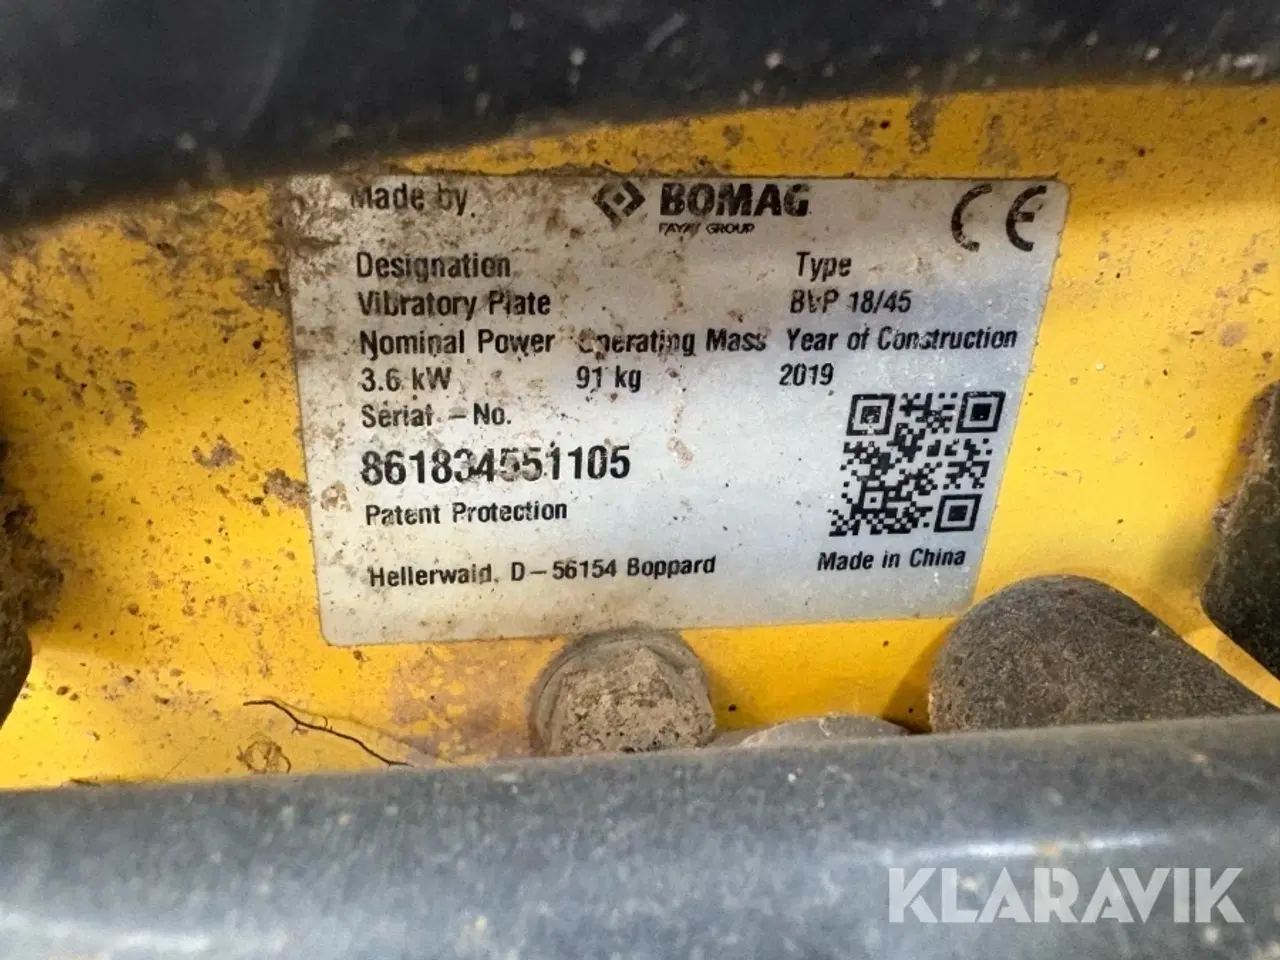 Made by BOMAG
FAYAT GROUP
CE
Designation Type
Vibratory Plate BVP 18/45
Nominal Power Operating Mass Year of Construction
3.6 kW 91 kg 2019
Serial - No.
861834551105
Patent Protection
Hellerwald, D-56154 Boppard Made in China
KLARAVIK